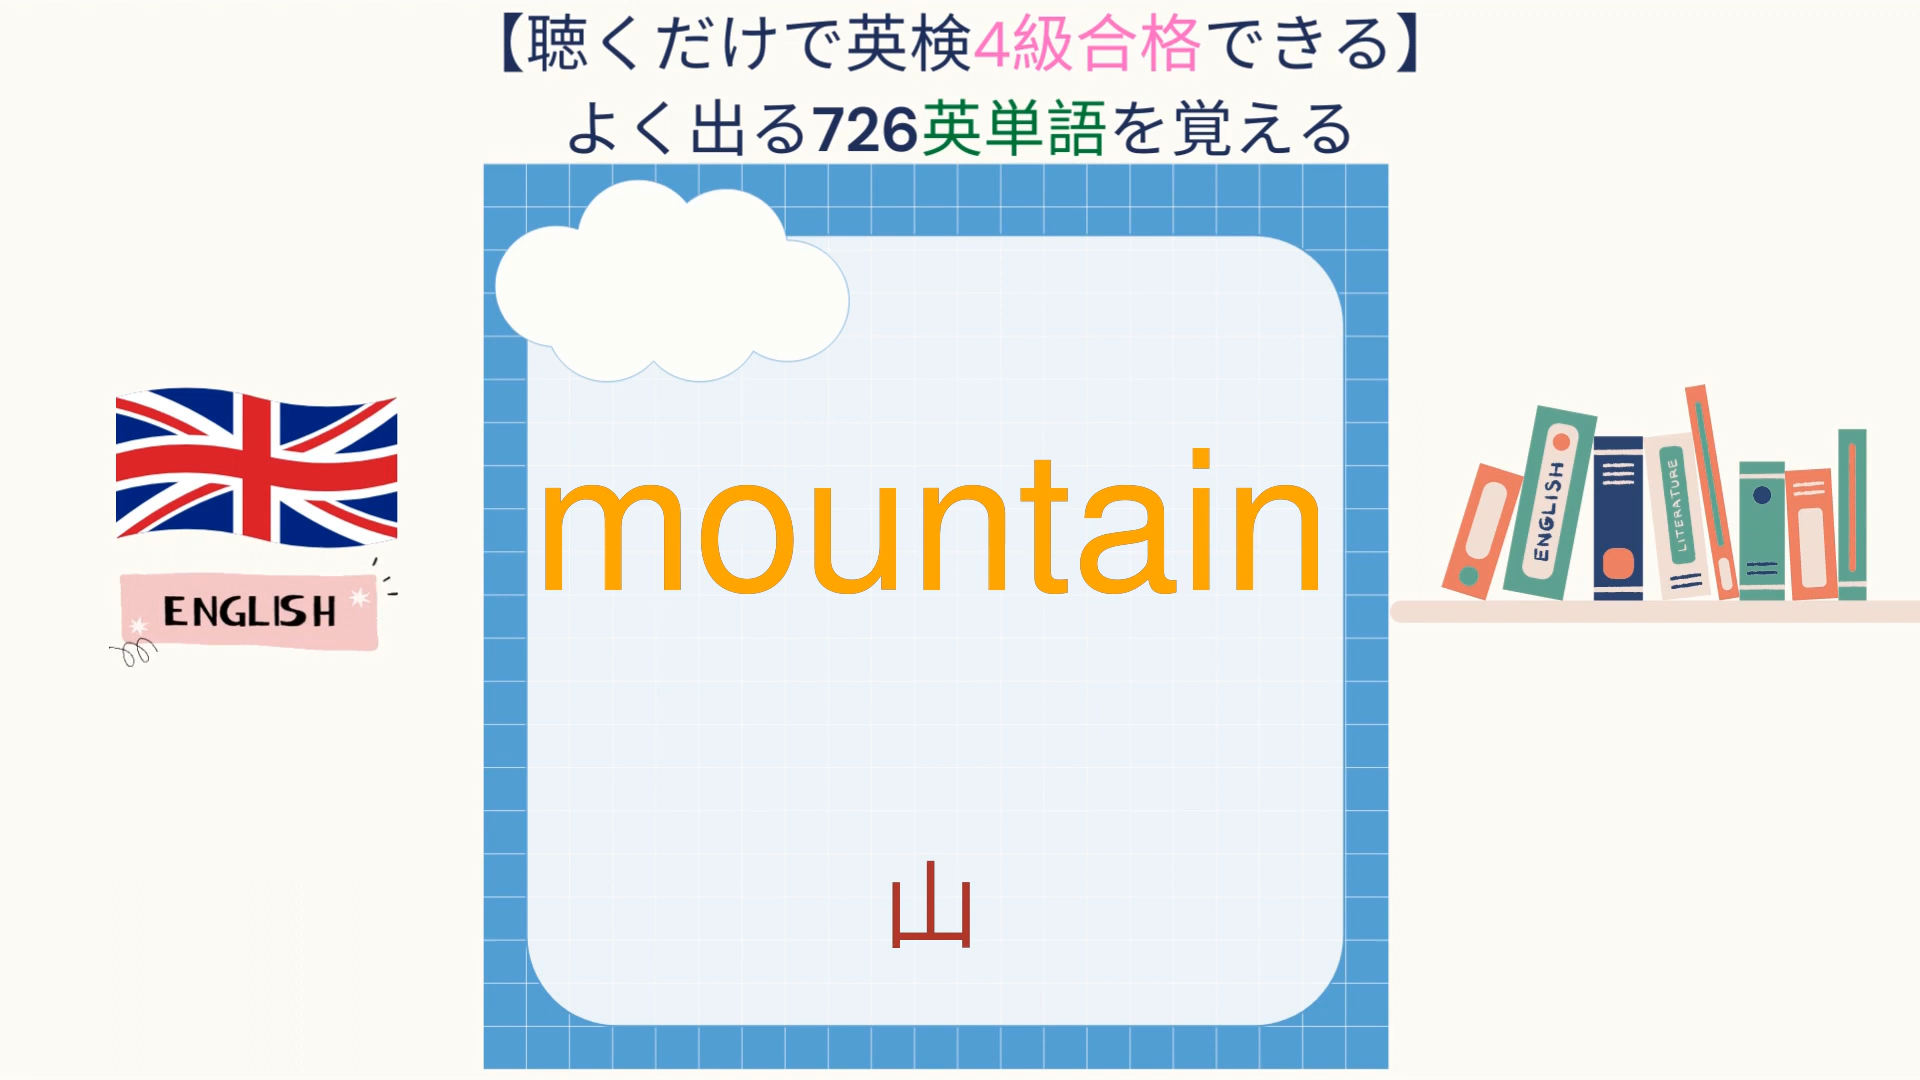 【聴くだけで英検4級合格できる】
よく出る726英単語を覚える
mountain
山
ENGLISH
ENGLISH
LITERATURE